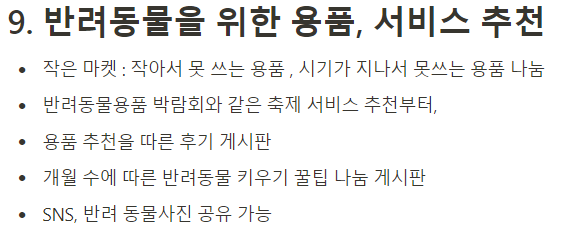 9. 반려동물을 위한 용품, 서비스 추천
• 작은 마켓 : 작아서 못 쓰는 용품 , 시기가 지나서 못쓰는 용품 나눔
• 반려동물용품 박람회와 같은 축제 서비스 추천부터,
• 용품 추천을 따른 후기 게시판
• 개월 수에 따른 반려동물 키우기 꿀팁 나눔 게시판
• SNS, 반려 동물사진 공유 가능